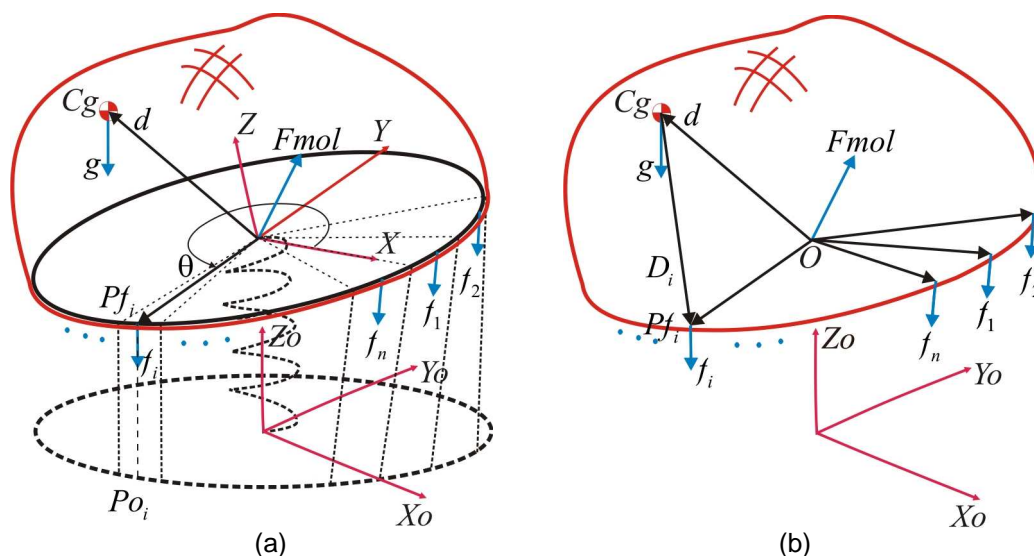 Cg
d
g
Z
Fmol
Y
X
θ
Pf_i
f_i
f_n
f_1
f_2
Zo
Yo
Xo
Po_i
(a)
Cg
d
g
Fmol
O
D_i
Pf_i
f_i
f_n
f_1
Zo
Yo
Xo
(b)